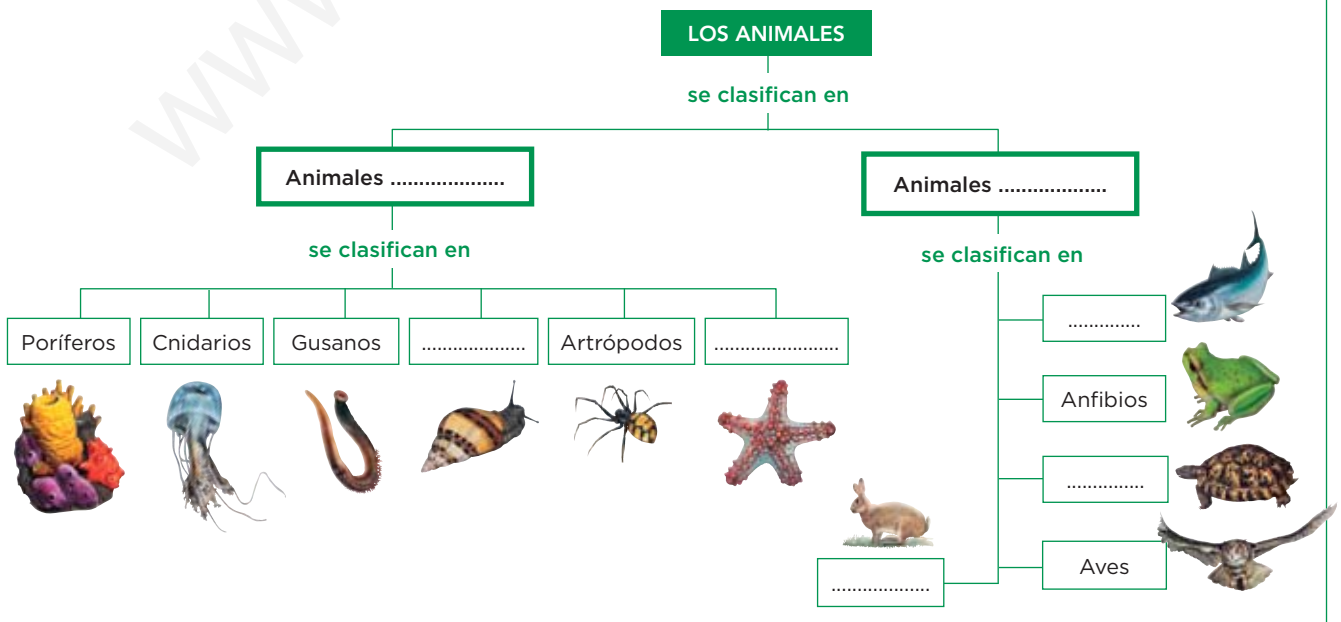 www
LOS ANIMALES
se clasifican en
Animales ....................
Animales ...................
se clasifican en
se clasifican en
Poríferos
Cnidarios
Gusanos
....................
Artrópodos
........................
..............
Anfibios
...............
Aves
...................